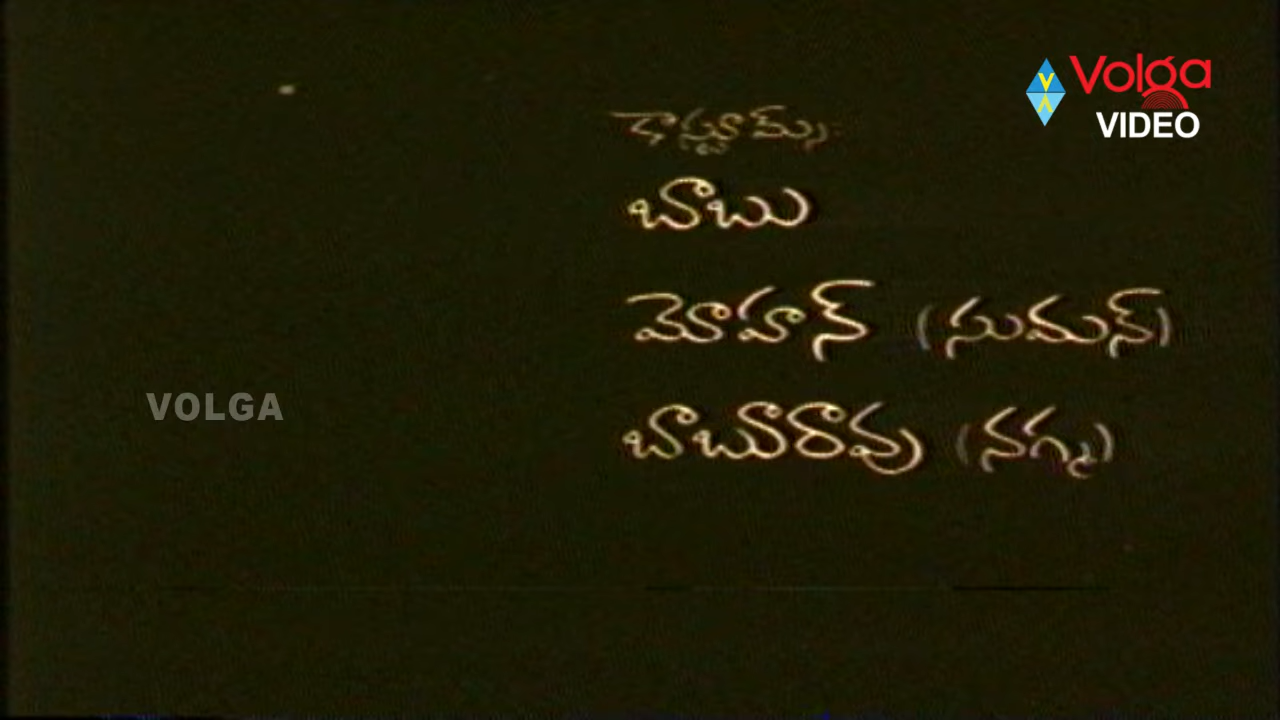 Volga
VIDEO
కాస్ట్యూమ్స్:
బాబు
మోహన్ (సుమన్)
బాబూరావు (నగ్మ)
VOLGA